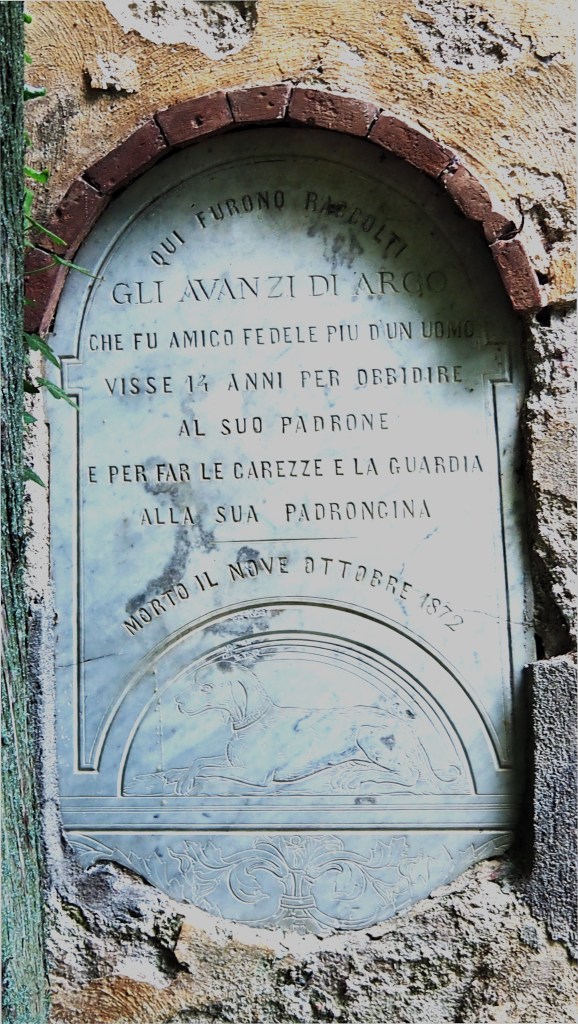 QUI FURONO RACCOLTI
GLI AVANZI DI ARGO
CHE FU AMICO FEDELE PIU D'UN UOMO
VISSE 14 ANNI PER OBBIDIRE
AL SUO PADRONE
E PER FAR LE CAREZZE E LA GUARDIA
ALLA SUA PADRONCINA
MORTO IL NOVE OTTOBRE 1872